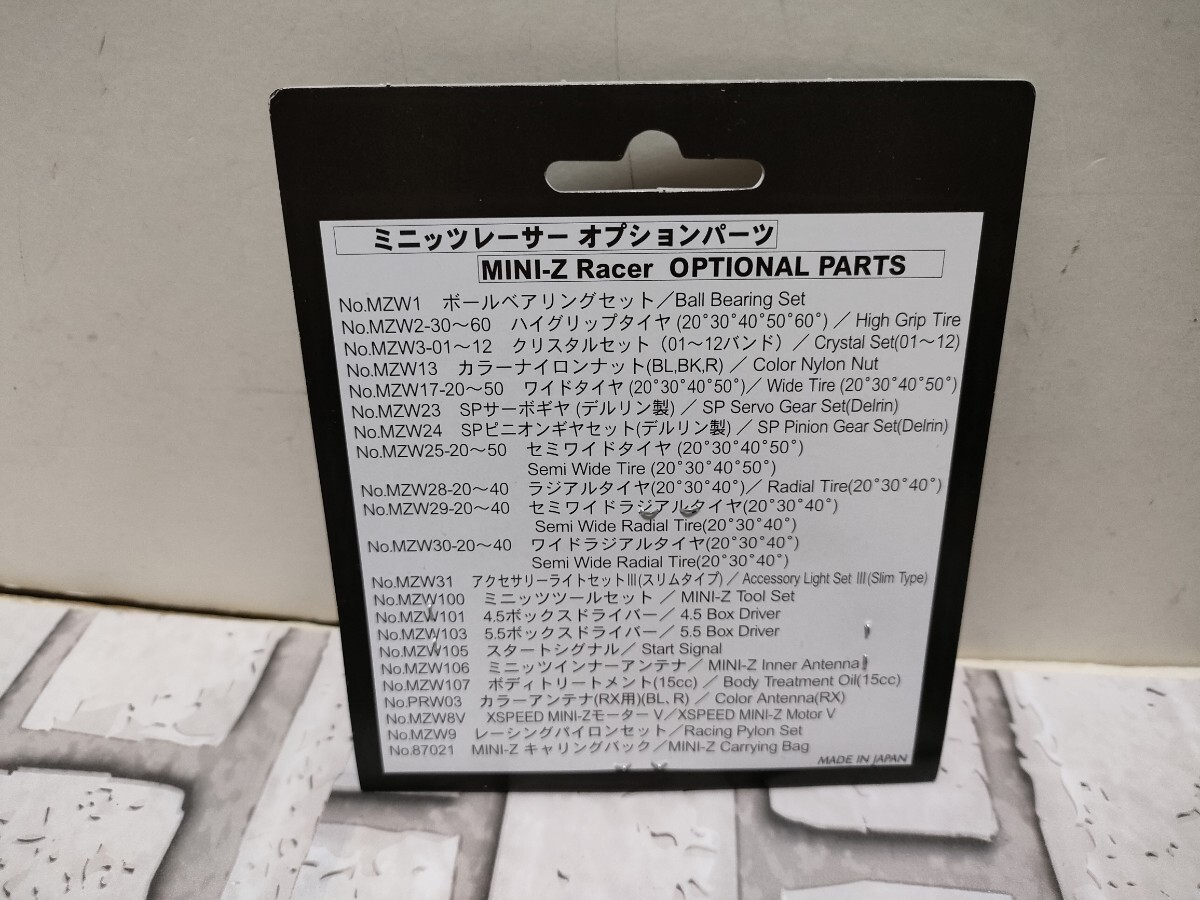 ミニッツレーサー オプションパーツ
MINI-Z Racer OPTIONAL PARTS
No.MZW1 ボールベアリングセット／Ball Bearing Set
No.MZW2-30～60 ハイグリップタイヤ (20°30°40°50°60°) ／ High Grip Tire
No.MZW3-01～12 クリスタルセット（01～12バンド）／ Crystal Set(01～12)
No.MZW13 カラーナイロンナット(BL,BK,R) ／ Color Nylon Nut
No.MZW17-20～50 ワイドタイヤ (20°30°40°50°)／ Wide Tire (20°30°40°50°)
No.MZW23 SPサーボギヤ (デルリン製) ／ SP Servo Gear Set(Delrin)
No.MZW24 SPピニオンギヤセット(デルリン製) ／ SP Pinion Gear Set(Delrin)
No.MZW25-20～50 セミワイドタイヤ (20°30°40°50°)
Semi Wide Tire (20°30°40°50°)
No.MZW28-20～40 ラジアルタイヤ(20°30°40°)／ Radial Tire(20°30°40°)
No.MZW29-20～40 セミワイドラジアルタイヤ(20°30°40°)
Semi Wide Radial Tire(20°30°40°)
No.MZW30-20～40 ワイドラジアルタイヤ(20°30°40°)
Semi Wide Radial Tire(20°30°40°)
No.MZW31 アクセサリーライトセットⅢ(スリムタイプ)／ Accessory Light Set Ⅲ(Slim Type)
No.MZW100 ミニッツツールセット ／ MINI-Z Tool Set
No.MZW101 4.5ボックスドライバー／ 4.5 Box Driver
No.MZW103 5.5ボックスドライバー／ 5.5 Box Driver
No.MZW105 スタートシグナル／ Start Signal
No.MZW106 ミニッツインナーアンテナ／ MINI-Z Inner Antenna
No.MZW107 ボディトリートメント(15cc) ／ Body Treatment Oil(15cc)
No.PRW03 カラーアンテナ(RX用)(BL、R) ／ Color Antenna(RX)
No.MZW8V XSPEED MINI-Zモーター V／XSPEED MINI-Z Motor V
No.MZW9 レーシングパイロンセット／Racing Pylon Set
No.87021 MINI-Z キャリングバック／MINI-Z Carrying Bag
MADE IN JAPAN